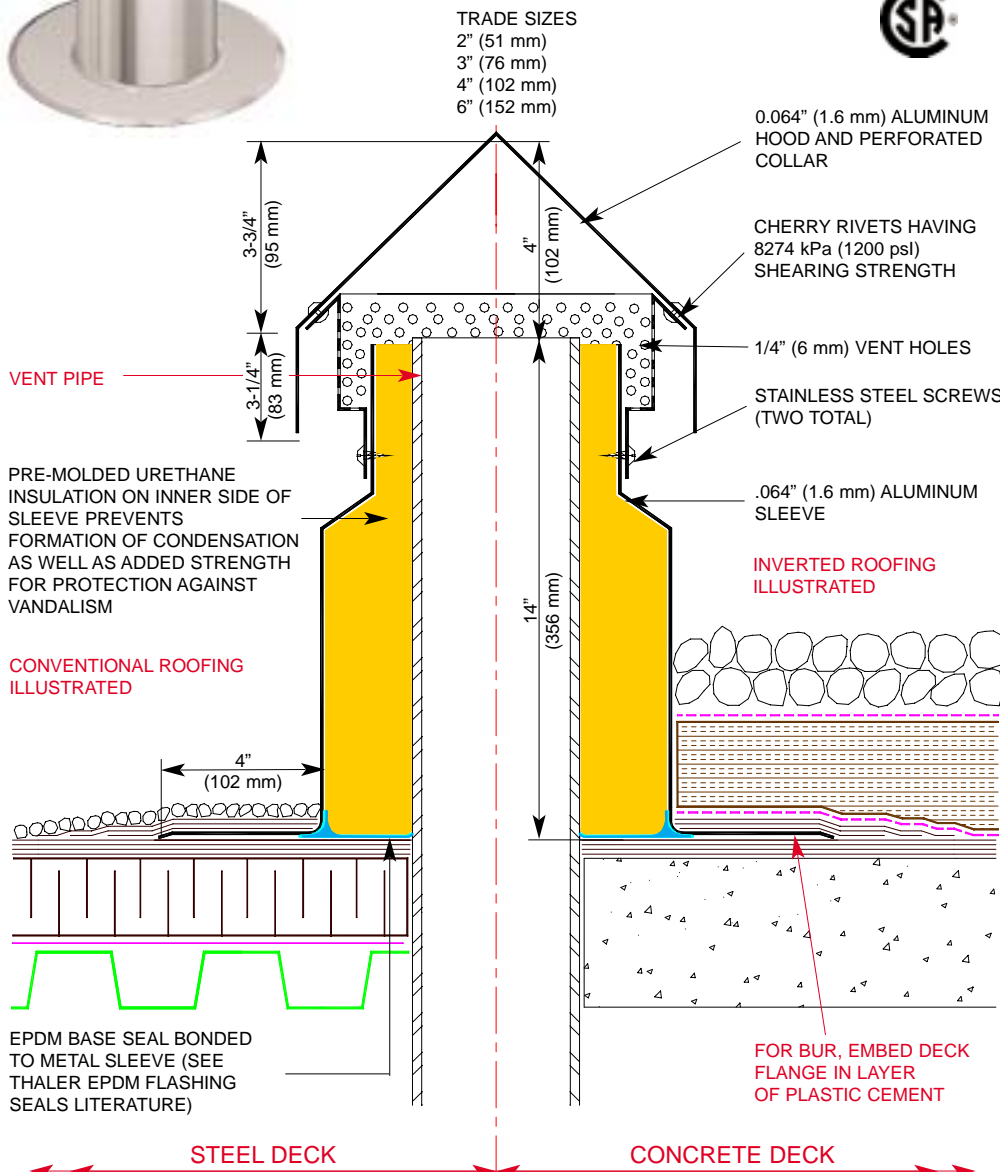 TRADE SIZES
2” (51 mm)
3” (76 mm)
4” (102 mm)
6” (152 mm)
SA
0.064” (1.6 mm) ALUMINUM
HOOD AND PERFORATED
COLLAR
3-3/4”
(95 mm)
4”
(102 mm)
CHERRY RIVETS HAVING
8274 kPa (1200 psI)
SHEARING STRENGTH
1/4” (6 mm) VENT HOLES
VENT PIPE
3-1/4”
(83 mm)
STAINLESS STEEL SCREWS
(TWO TOTAL)
PRE-MOLDED URETHANE
INSULATION ON INNER SIDE OF
SLEEVE PREVENTS
FORMATION OF CONDENSATION
AS WELL AS ADDED STRENGTH
FOR PROTECTION AGAINST
VANDALISM
.064” (1.6 mm) ALUMINUM
SLEEVE
INVERTED ROOFING
ILLUSTRATED
14”
(356 mm)
CONVENTIONAL ROOFING
ILLUSTRATED
4”
(102 mm)
EPDM BASE SEAL BONDED
TO METAL SLEEVE (SEE
THALER EPDM FLASHING
SEALS LITERATURE)
FOR BUR, EMBED DECK
FLANGE IN LAYER
OF PLASTIC CEMENT
STEEL DECK
CONCRETE DECK